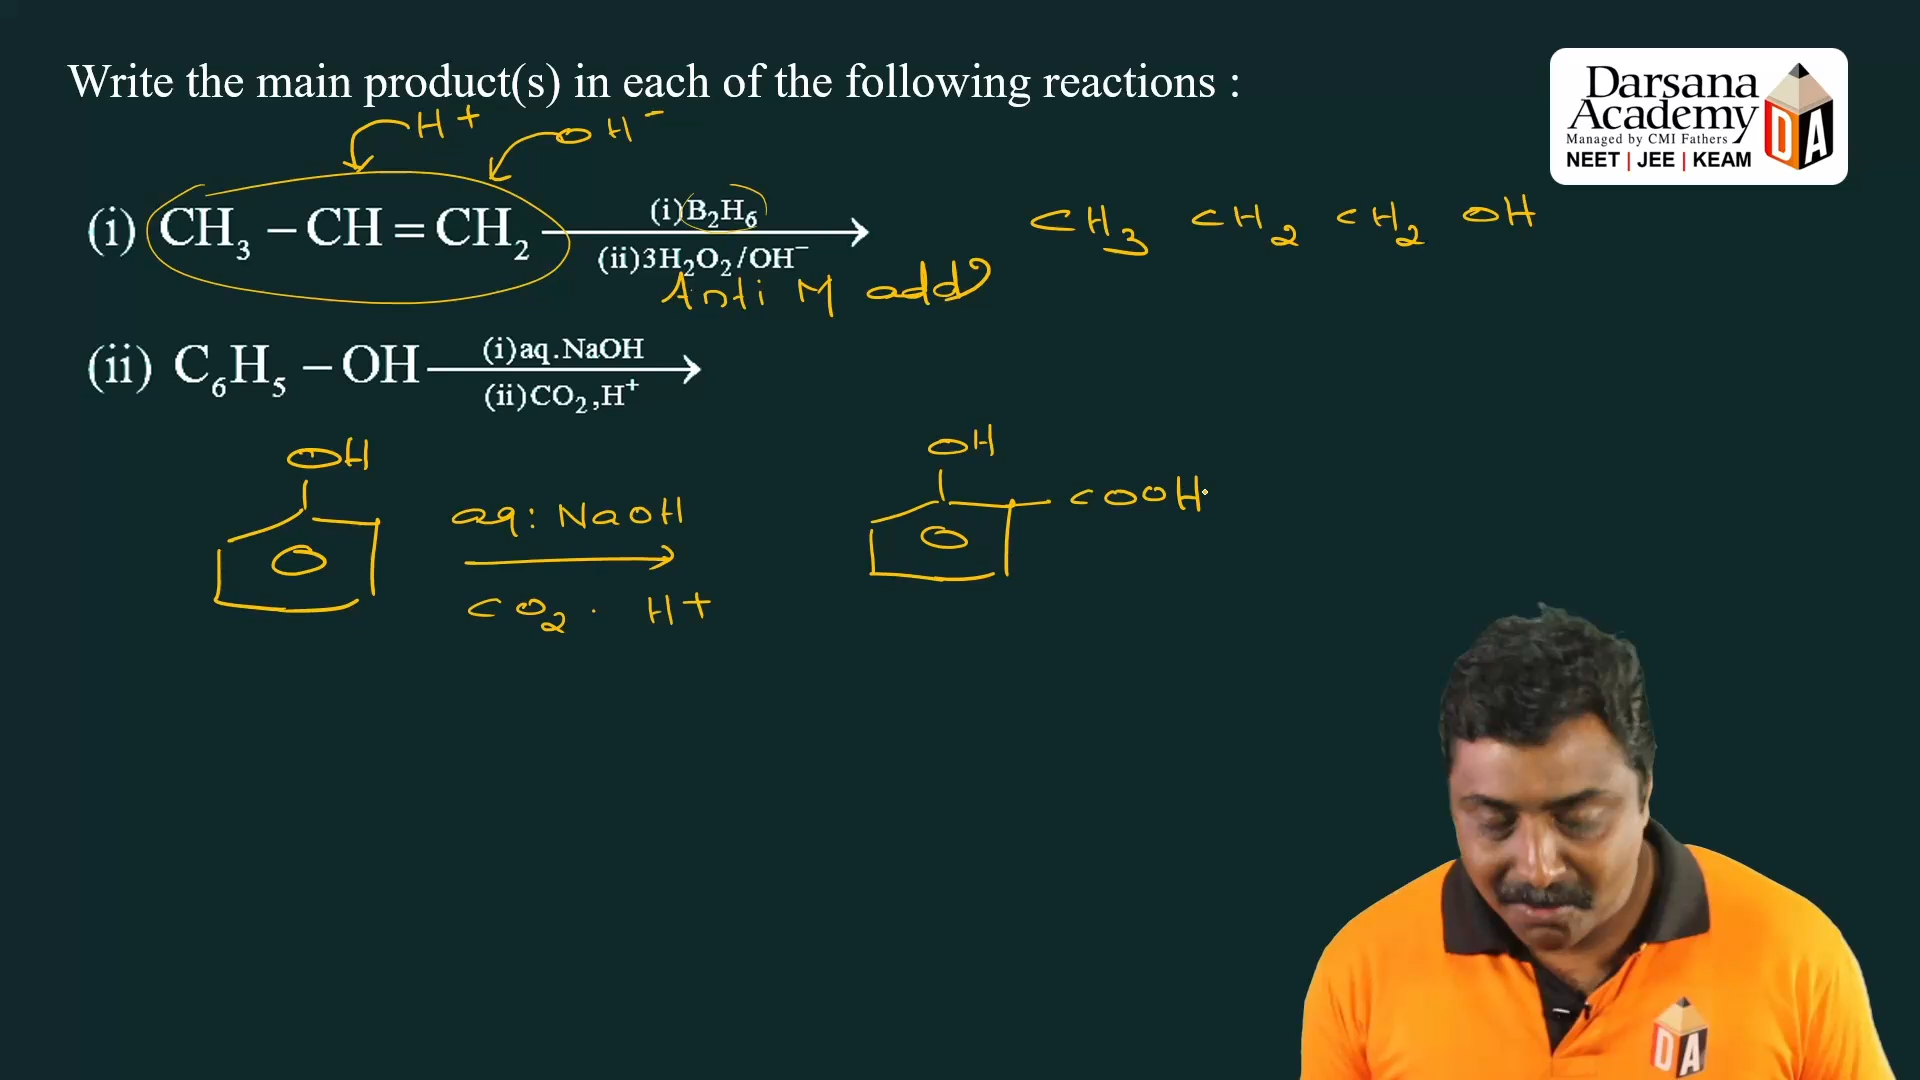 Write the main product(s) in each of the following reactions :
Darsana
Academy
Managed by CMI Fathers
NEET | JEE | KEAM
DA
H+
OH-
(i) CH₃ – CH = CH₂ (i)B₂H₆
(ii)3H₂O₂/OH⁻
CH₃ CH₂ CH₂ OH
Anti M addⁿ
(ii) C₆H₅ – OH (i)aq.NaOH
(ii)CO₂,H⁺
OH
aq: NaOH
CO₂ . H+
OH
COOH
DA